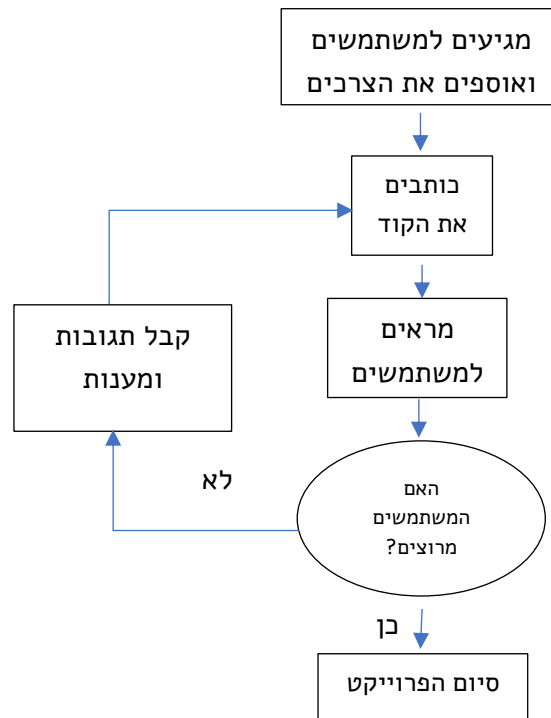 מגיעים למשתמשים
ואוספים את הצרכים
כותבים
את הקוד
מראים
למשתמשים
האם
המשתמשים
מרוצים?
לא
קבל תגובות
ומענות
כן
סיום הפרוייקט